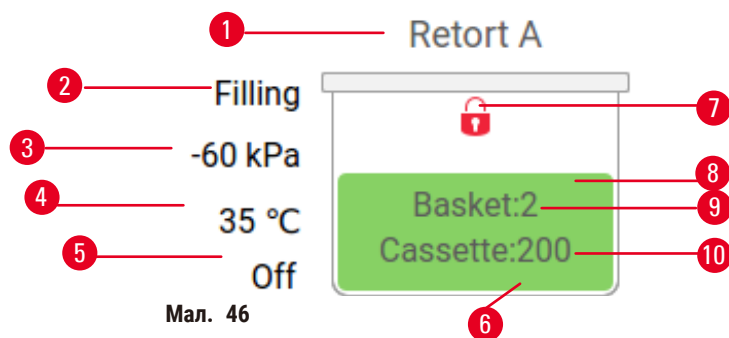 1
Retort A
2
Filling
7
3
-60 kPa
8
4
Basket:2
9
35 °C
Cassette:200
10
5
Off
6
Мал. 46